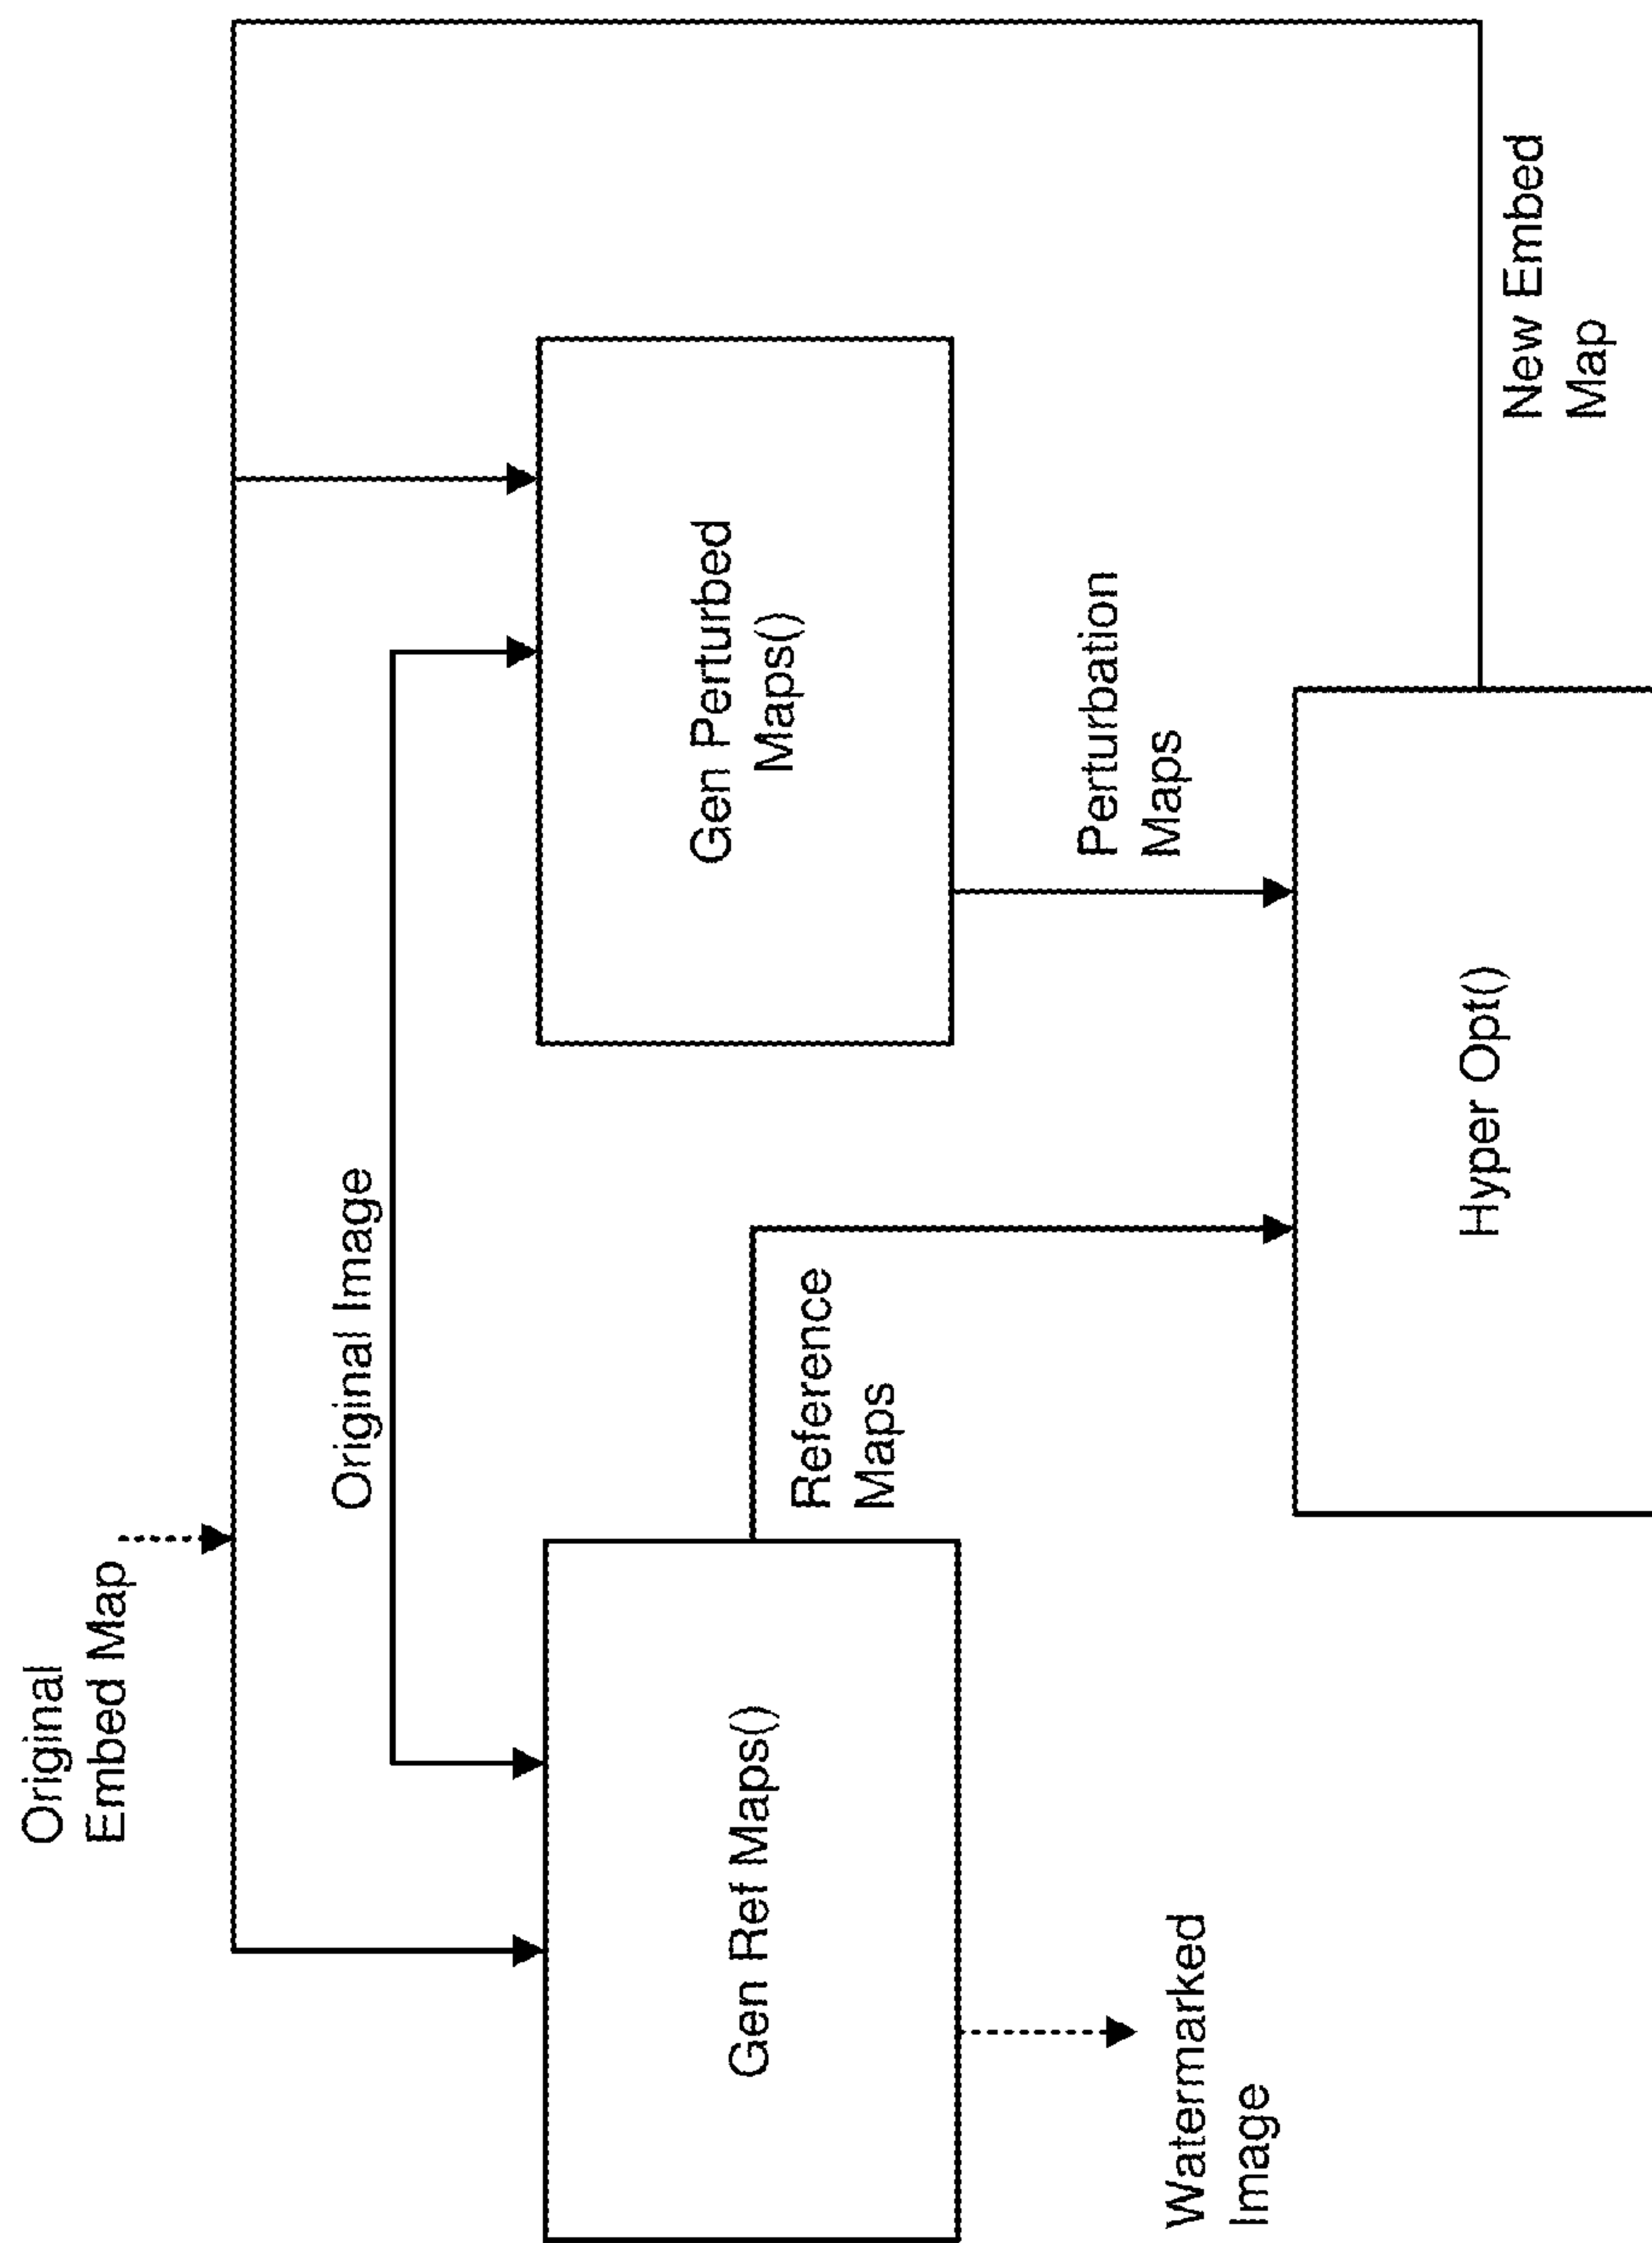 Original
Embed Map
Original Image
Gen Ref Maps()
Gen Perturbed
Maps()
Reference
Maps
Perturbation
Maps
Watermarked
Image
Hyper Opt()
New Embed
Map